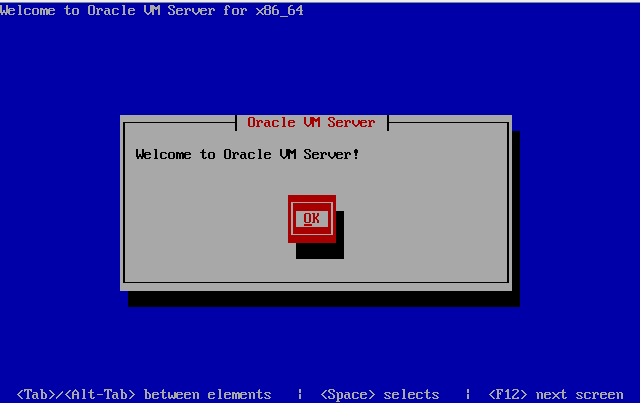 Welcome to Oracle VM Server for x86_64
Oracle VM Server
Welcome to Oracle VM Server!
OK
<Tab>/<Alt-Tab> between elements | <Space> selects | <F12> next screen